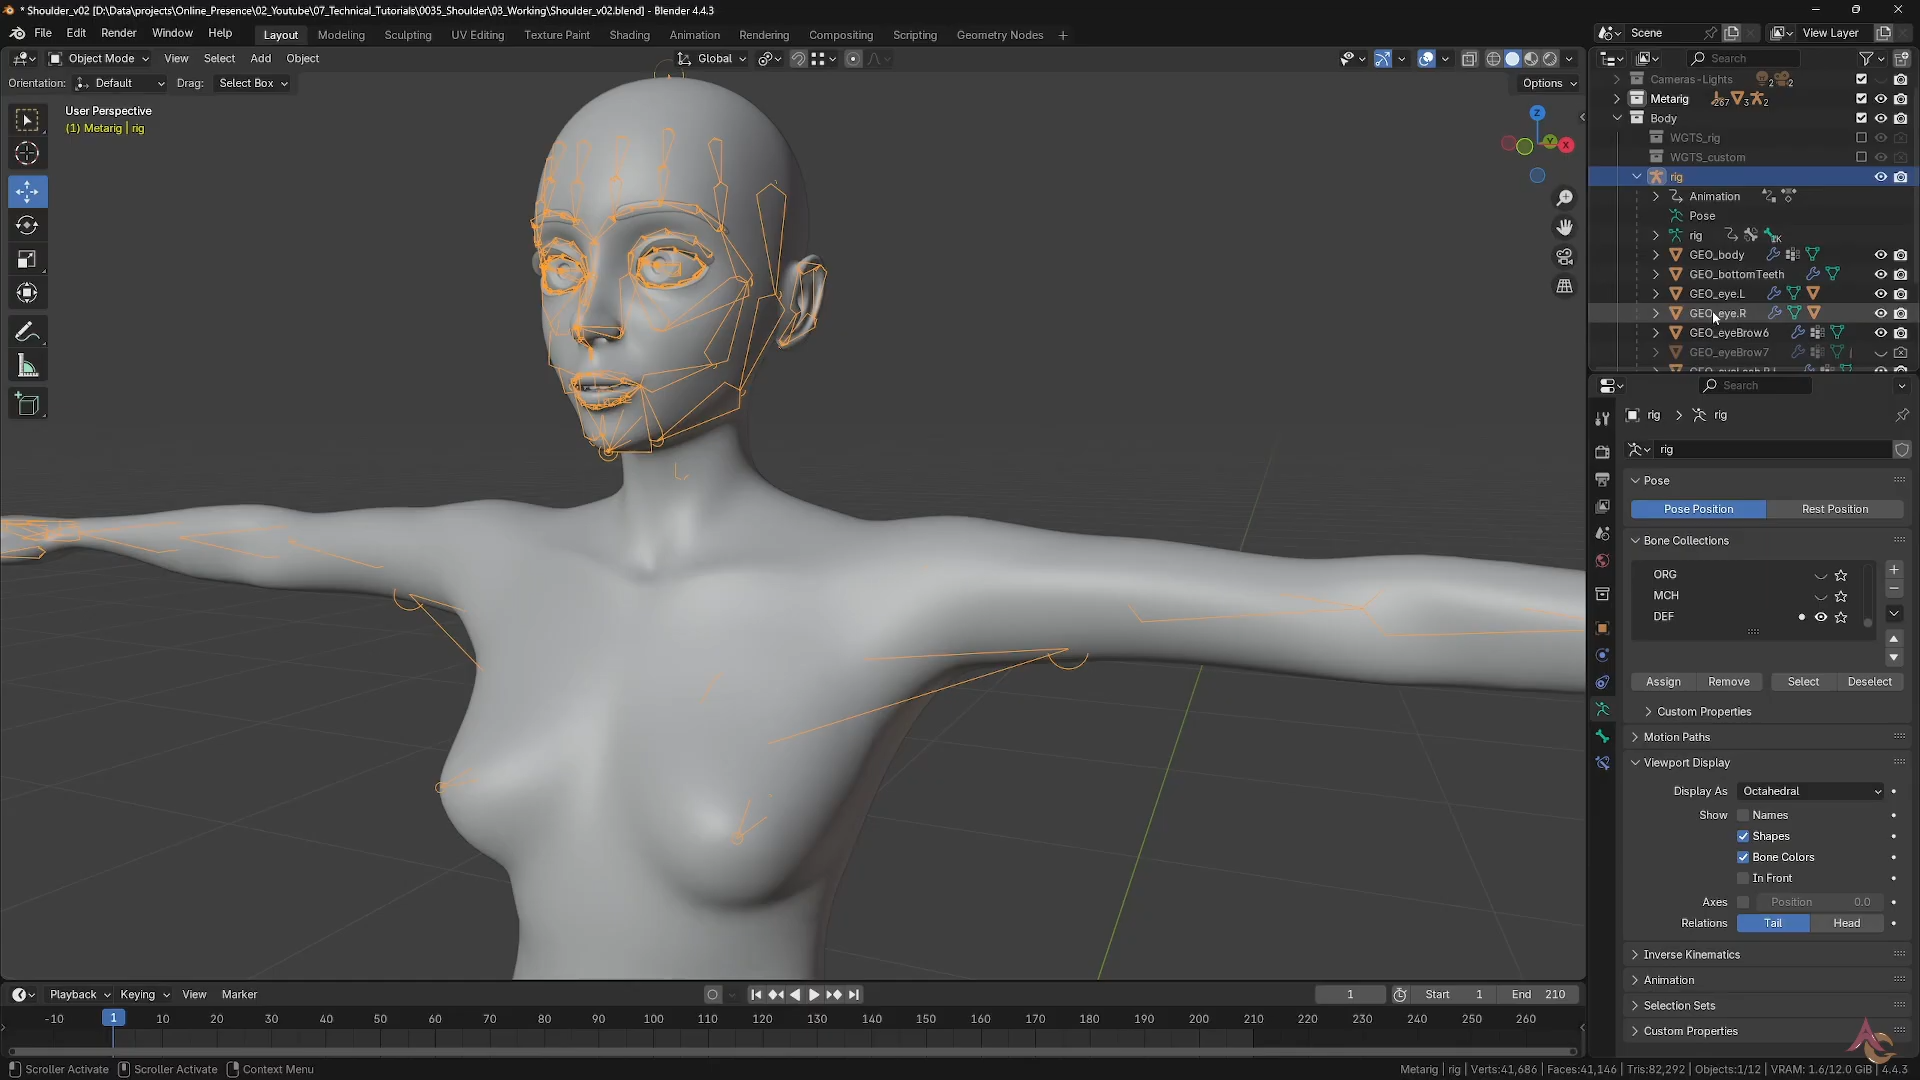 * Shoulder_v02 [D:\Data\projects\Online_Presence\02_Youtube\07_Technical_Tutorials\0035_Shoulder\03_Working\Shoulder_v02.blend] - Blender 4.4.3
File Edit Render Window Help Layout Modeling Sculpting UV Editing Texture Paint Shading Animation Rendering Compositing Scripting Geometry Nodes + Scene View Layer
Object Mode View Select Add Object Global Search
Orientation: Default Drag: Select Box Options
User Perspective
(1) Metarig | rig
Z
Y
X
Cameras-Lights 2 2
Metarig 267 3 2
Body
WGTS_rig
WGTS_custom
rig
Animation
Pose
rig
GEO_body
GEO_bottomTeeth
GEO_eye.L
GEO_eye.R
GEO_eyeBrow6
GEO_eyeBrow7
Search
rig > rig
rig
Pose
Pose Position Rest Position
Bone Collections
ORG
MCH
DEF
Assign Remove Select Deselect
Custom Properties
Motion Paths
Viewport Display
Display As Octahedral
Show Names
Shapes
Bone Colors
In Front
Axes Position 0.0
Relations Tail Head
Inverse Kinematics
Animation
Selection Sets
Custom Properties
Playback Keying View Marker 1 Start 1 End 210
-10 1 10 20 30 40 50 60 70 80 90 100 110 120 130 140 150 160 170 180 190 200 210 220 230 240 250 260
Scroller Activate Scroller Activate Context Menu Metarig | rig | Verts:41,686 | Faces:41,146 | Tris:82,292 | Objects:1/12 | VRAM: 1.6/12.0 GiB | 4.4.3